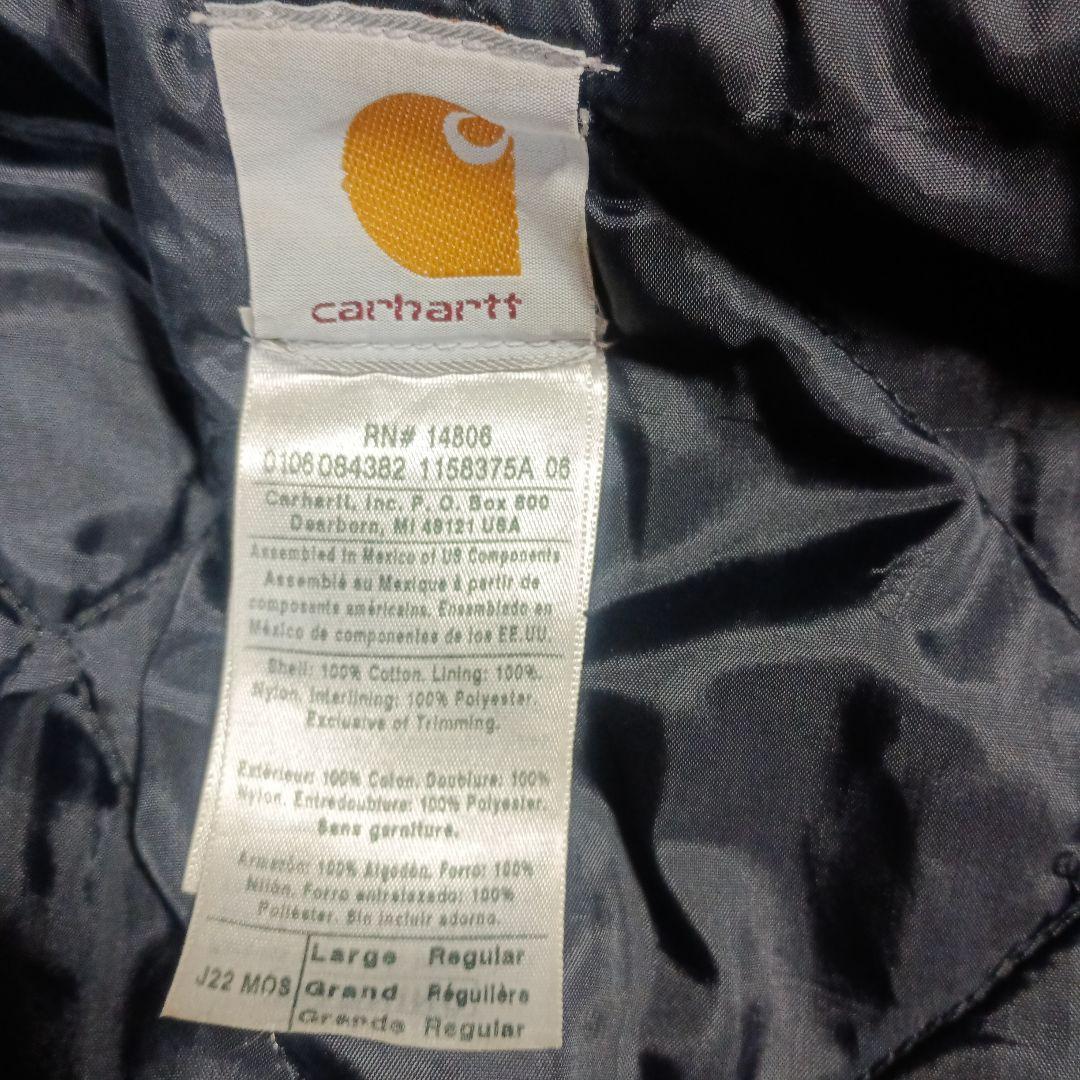 carhartt
RN# 14806
0106 084382 1158375A 06
Carhartt, Inc. P. O. Box 600
Dearborn, MI 48121 USA
Assembled in Mexico of US Components
Assemblé au Mexique à partir de
composants américains. Ensamblado en
México de componentes de los EE.UU.
Shell: 100% Cotton. Lining: 100%.
Nylon. Interlining: 100% Polyester.
Exclusive of Trimming.
Extérieur: 100% Coton. Doublure: 100%
Nylon. Entredoublure: 100% Polyester.
Sans garniture.
Armazón: 100% Algodón. Forro: 100%
Nilón. Forro entrelazado: 100%
Poliéster. Sin incluir adorno.
Large Regular
J22 MOS Grand Régulière
Grande Regular